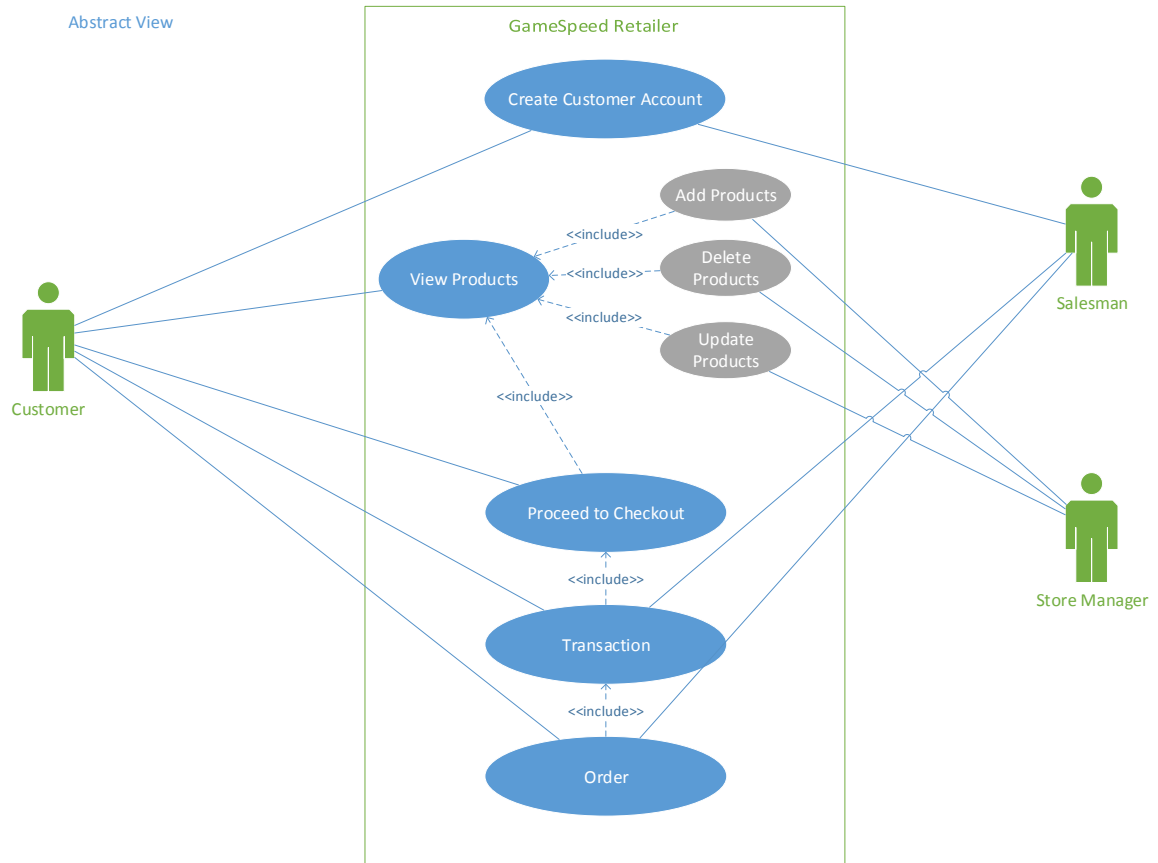 Abstract View
GameSpeed Retailer
Create Customer Account
Add Products
<<include>>
View Products
<<include>>
Delete
Products
<<include>>
Update
Products
Salesman
Customer
<<include>>
Proceed to Checkout
<<include>>
Store Manager
Transaction
<<include>>
Order